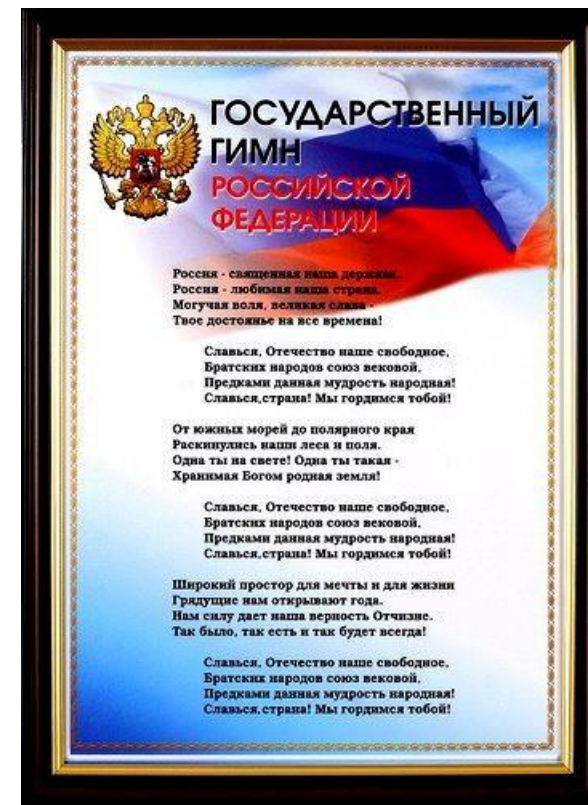 ГОСУДАРСТВЕННЫЙ
ГИМН
РОССИЙСКОЙ
ФЕДЕРАЦИИ
Россия - священная наша держава.
Россия - любимая наша страна.
Могучая воля, великая слава -
Твое достоянье на все времена!
Славься, Отечество наше свободное,
Братских народов союз вековой,
Предками данная мудрость народная!
Славься,страна! Мы гордимся тобой!
От южных морей до полярного края
Раскинулись наши леса и поля.
Одна ты на свете! Одна ты такая -
Хранимая Богом родная земля!
Славься, Отечество наше свободное,
Братских народов союз вековой,
Предками данная мудрость народная!
Славься,страна! Мы гордимся тобой!
Широкий простор для мечты и для жизни
Грядущие нам открывают года.
Нам силу дает наша верность Отчизне.
Так было, так есть и так будет всегда!
Славься, Отечество наше свободное,
Братских народов союз вековой,
Предками данная мудрость народная!
Славься,страна! Мы гордимся тобой!